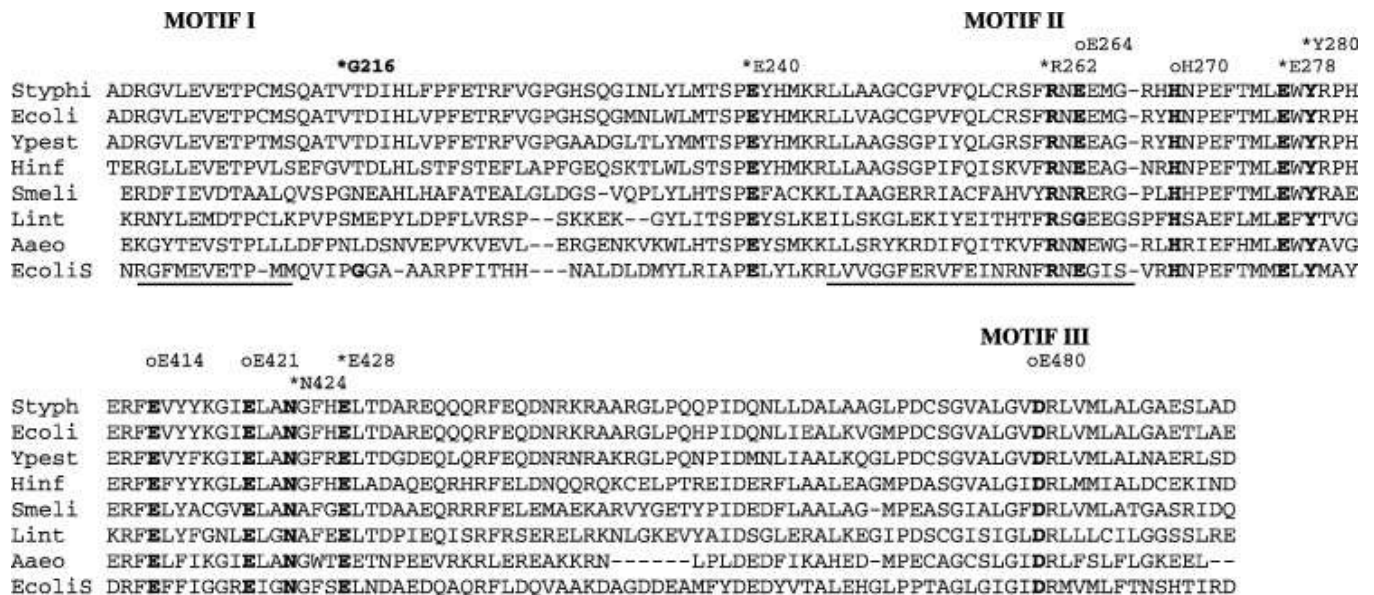 MOTIF I MOTIF II
oE264 *Y280
*G216 *E240 *R262 oH270 *E278
Styphi ADRGVLEVETPCMSQATVTDIHLFPFETRFVGPGHSQGINLYLMTSPEYHMKRLLAAGCGPVFQLCRSFRNEEMG-RHHNPEFTMLEWYRPH
Ecoli ADRGVLEVETPCMSQATVTDIHLVPFETRFVGPGHSQGMNLWLMTSPEYHMKRLLVAGCGPVFQLCRSFRNEEMG-RYHNPEFTMLEWYRPH
Ypest ADRGVLEVETPTMSQATVTDIHLVPFETRFVGPGAADGLTLYMMTSPEYHMKRLLAAGSGPIYQLGRSFRNEEAG-RYHNPEFTMLEWYRPH
Hinf TERGLLEVETPVLSEFGVTDLHLSTFSTEFLAPFGEQSKTLWLSTSPEYHMKRLLAAGSGPIFQISKVFRNEEAG-NRHNPEFTMLEWYRPH
Smeli ERDFIEVDTAALQVSPGNEAHLHAFATEALGLDGS-VQPLYLHTSPEFACKKLIAAGERRIACFAHVYRNRERG-PLHHPEFTMLEWYRAE
Lint KRNYLEMDTPCLKPVPSMEPYLDPFLVRSP--SKKEK--GYLITSPEYSLKEILSKGLEKIYEITHTFRSGEEGSPFHSAEFLMLEFYTVG
Aaeo EKGYTEVSTPLLLDFPNLDSNVEPVKVEVL--ERGENKVKWLHTSPEYSMKKLLSRYKRDIFQITKVFRNNEWG-RLHRIEFHMLEWYAVG
EcoliS NRGFMEVETP-MMQVIPGGA-AARPFITHH---NALDLDMYLRIAPELYLKRLVVGGFERVFEINRNFRNEGIS-VRHNPEFTMMELYMAY
MOTIF III
oE414 oE421 *E428 oE480
*N424
Styph ERFEVYYKGIELANGFHELTDAREQQQRFEQDNRKRAARGLPQQPIDQNLLDALAAGLPDCSGVALGVDRLVMLALGAESLAD
Ecoli ERFEVYYKGIELANGFHELTDAREQQQRFEQDNRKRAARGLPQHPIDQNLIEALKVGMPDCSGVALGVDRLVMLALGAETLAE
Ypest ERFEVYFKGIELANGFRELTDGDEQLQRFEQDNRNRAKRGLPQNPIDMNLIAALKQGLPDCSGVALGVDRLVMLALNAERLSD
Hinf ERFEFYYKGLELANGFHELADAQEQRHRFELDNQQRQKCELPTREIDERFLAALEAGMPDASGVALGIDRLMMIALDCEKIND
Smeli ERFELYACGVELANAFGELTDAAEQRRRFELEMAEKARVYGETYPIDEDFLAALAG-MPEASGIALGFDRLVMLATGASRIDQ
Lint KRFELYFGNLELGNAFEELTDPIEQISRFRSERELRKNLGKEVYAIDSGLERALKEGIPDSCGISIGLDRLLLCILGGSSLRE
Aaeo ERFELFIKGIELANGWTEETNPEEVRKRLEREAKKRN------LPLDEDFIKAHED-MPECAGCSLGIDRLFSLFLGKEEL--
EcoliS DRFEFFIGGREIGNGFSELNDAEDQAQRFLDQVAAKDAGDDEAMFYDEDYVTALEHGLPPTAGLGIGIDRMVMLFTNSHTIRD